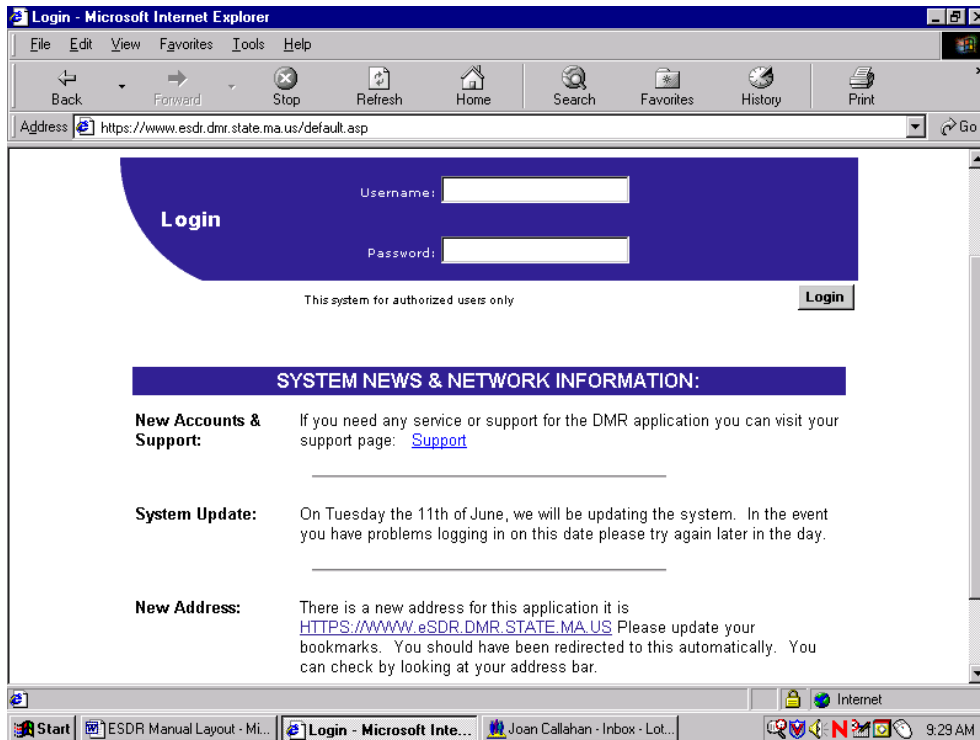 Login - Microsoft Internet Explorer
File Edit View Favorites Tools Help
Back Forward Stop Refresh Home Search Favorites History Print
Address https://www.esdr.dmr.state.ma.us/default.asp Go
Username:
Login
Password:
This system for authorized users only Login
SYSTEM NEWS & NETWORK INFORMATION:
New Accounts & Support: If you need any service or support for the DMR application you can visit your
support page: Support
System Update: On Tuesday the 11th of June, we will be updating the system. In the event
you have problems logging in on this date please try again later in the day.
New Address: There is a new address for this application it is
HTTPS://WWW.eSDR.DMR.STATE.MA.US Please update your
bookmarks. You should have been redirected to this automatically. You
can check by looking at your address bar.
Internet
Start ESDR Manual Layout - Mi... Login - Microsoft Inte... Joan Callahan - Inbox - Lot... N 9:29 AM